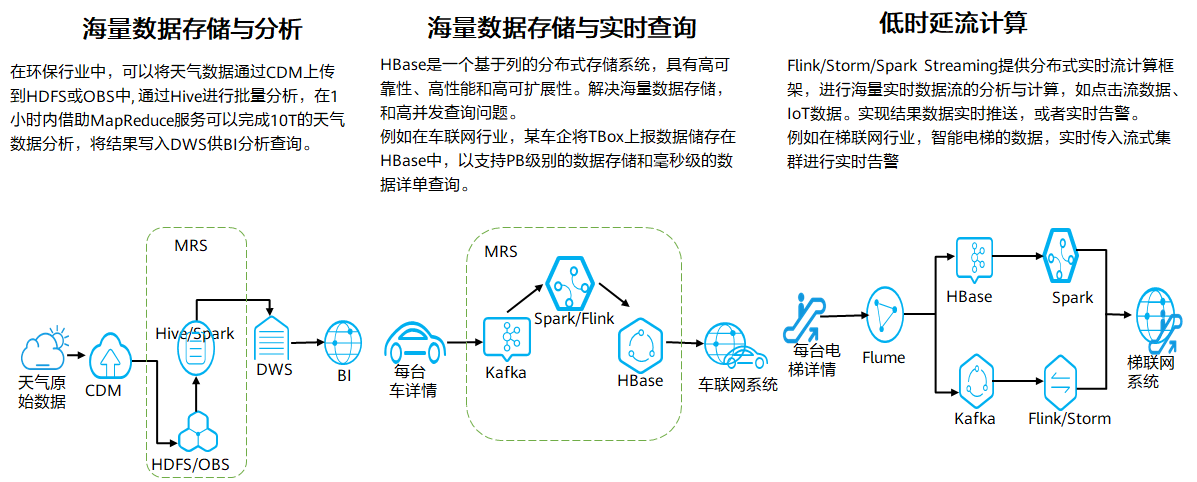 海量数据存储与分析
在环保行业中，可以将天气数据通过CDM上传
到HDFS或OBS中, 通过Hive进行批量分析，在1
小时内借助MapReduce服务可以完成10T的天气
数据分析，将结果写入DWS供BI分析查询。
MRS
Hive/Spark
天气原
始数据
CDM
DWS
BI
HDFS/OBS
海量数据存储与实时查询
HBase是一个基于列的分布式存储系统，具有高可
靠性、高性能和高可扩展性。解决海量数据存储，
和高并发查询问题。
例如在车联网行业，某车企将TBox上报数据储存在
HBase中，以支持PB级别的数据存储和毫秒级的数
据详单查询。
MRS
Spark/Flink
每台
车详情
Kafka
HBase
车联网系统
低时延流计算
Flink/Storm/Spark Streaming提供分布式实时流计算框
架，进行海量实时数据流的分析与计算，如点击流数据、
IoT数据。实现结果数据实时推送，或者实时告警。
例如在梯联网行业，智能电梯的数据，实时传入流式集
群进行实时告警
HBase
Spark
每台电
梯详情
Flume
梯联网
系统
Kafka
Flink/Storm